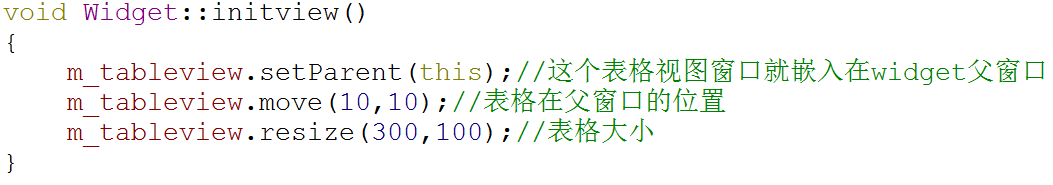 void Widget::initview()
{
    m_tableview.setParent(this);//这个表格视图窗口就嵌入在widget父窗口
    m_tableview.move(10,10);//表格在父窗口的位置
    m_tableview.resize(300,100);//表格大小
}